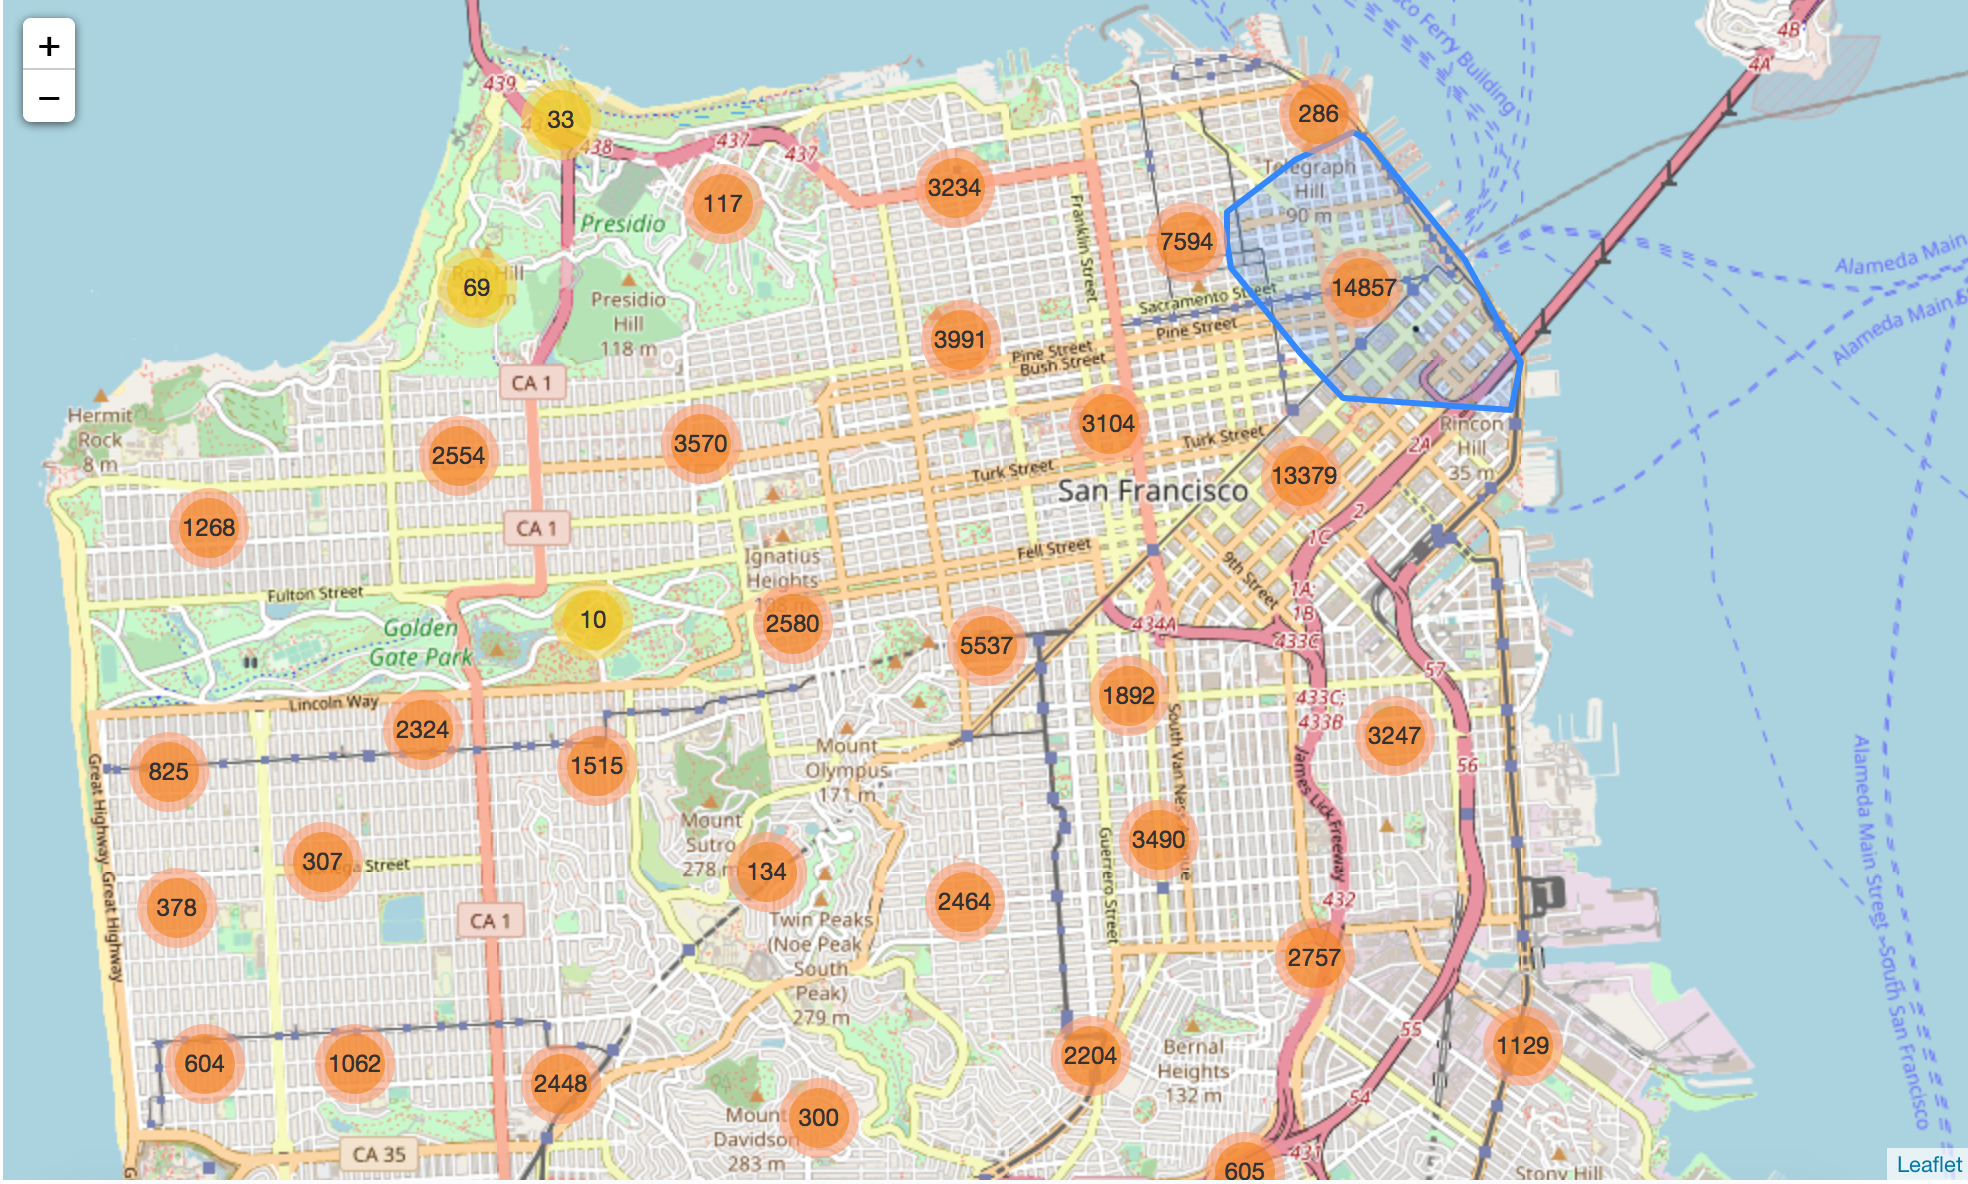 +
−
439
33
438
437
437
117
Presidio
3234
286
Telegraph
Hill
90 m
4B
4A
Ferry Building
Franklin Street
7594
69
Presidio
Hill
118 m
14857
Sacramento Street
Pine Street
3991
Pine Street
Bush Street
Alameda Main
Alameda Main
CA 1
Hermit
Rock
8 m
2554
3570
3104
Turk Street
Turk Street
2A
Rincon
Hill
35 m
13379
San Francisco
1268
CA 1
2
1C
Ignatius
Heights
Fell Street
9th Street
1A;
1B
Fulton Street
10
Golden
Gate Park
2580
5537
434A
433C
57
1892
433C;
433B
Lincoln Way
2324
3247
825
1515
Mount
Olympus
171 m
56
South Van Ness
James Lick Freeway
Great Highway
Great Highway
Mount
Sutro
278 m
134
307
Street
378
2464
3490
Guerrero Street
432
CA 1
Twin Peaks
(Noe Peak /
South
Peak)
279 m
2757
Alameda Main Street - South San Francisco
604
1062
2448
2204
Bernal
Heights
132 m
55
1129
54
300
Mount
Davidson
283 m
CA 35
605
431
Stony Hill
Leaflet